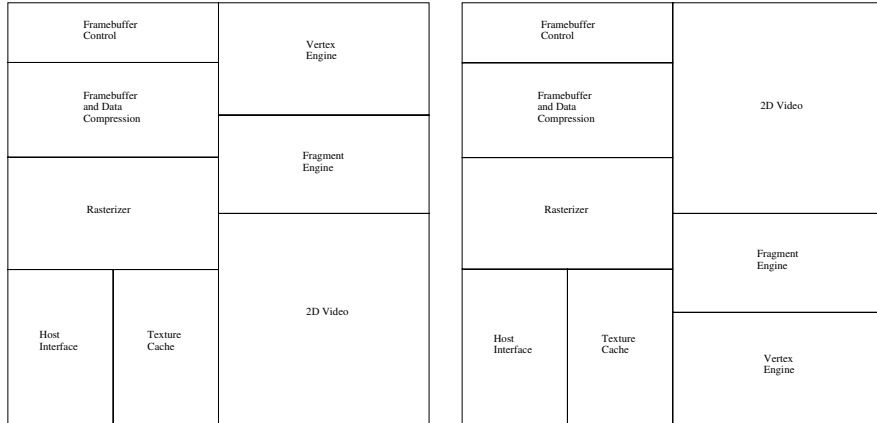 Framebuffer
Control
Vertex
Engine
Framebuffer
and Data
Compression
Fragment
Engine
Rasterizer
2D Video
Host
Interface
Texture
Cache
Framebuffer
Control
2D Video
Framebuffer
and Data
Compression
Rasterizer
Fragment
Engine
Host
Interface
Texture
Cache
Vertex
Engine